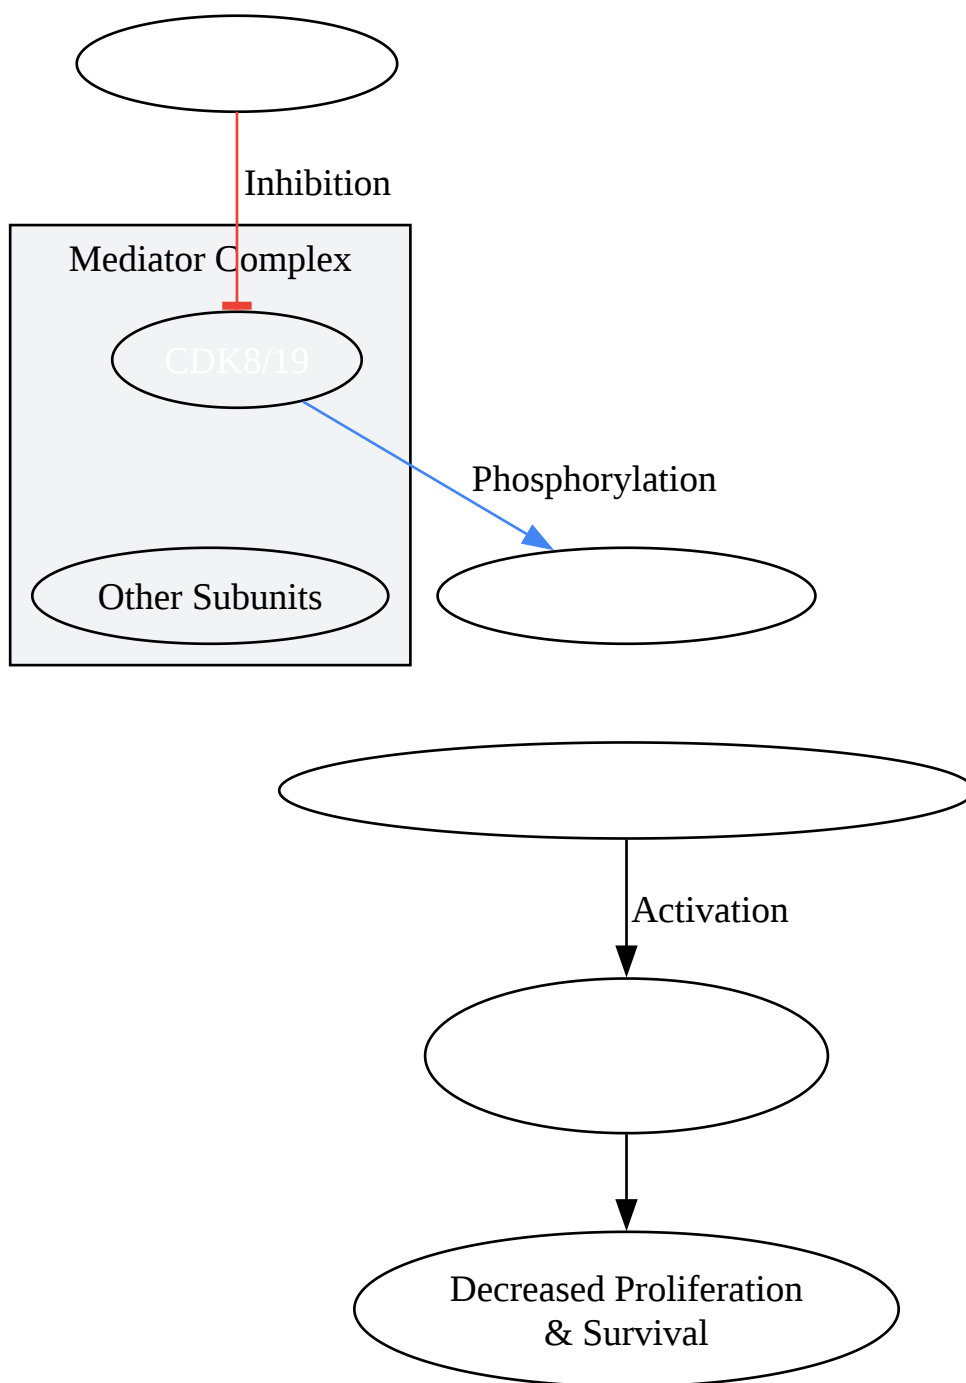 Inhibition
Mediator Complex
CDK8/19
Phosphorylation
Other Subunits
Activation
Decreased Proliferation
& Survival